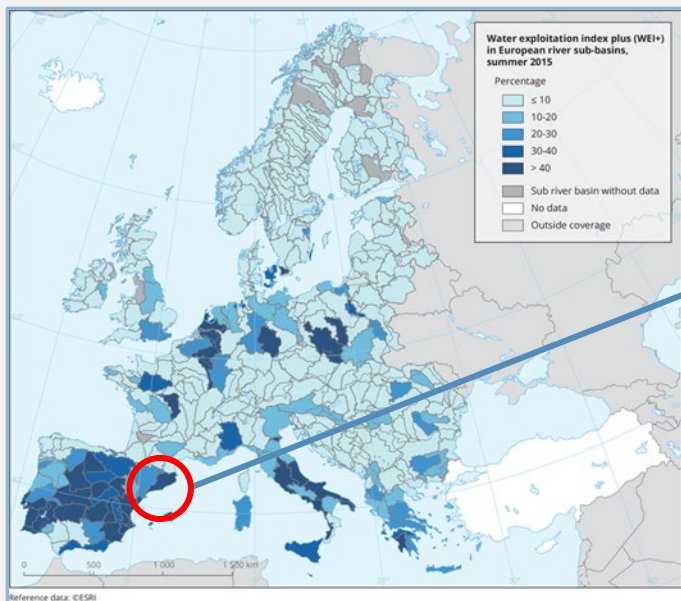 Water exploitation index plus (WEI+)
in European river sub-basins,
summer 2015
Percentage
≤ 10
10-20
20-30
30-40
> 40
Sub river basin without data
No data
Outside coverage
0 500 1 000 1 500 km
Reference data: ©ESRI